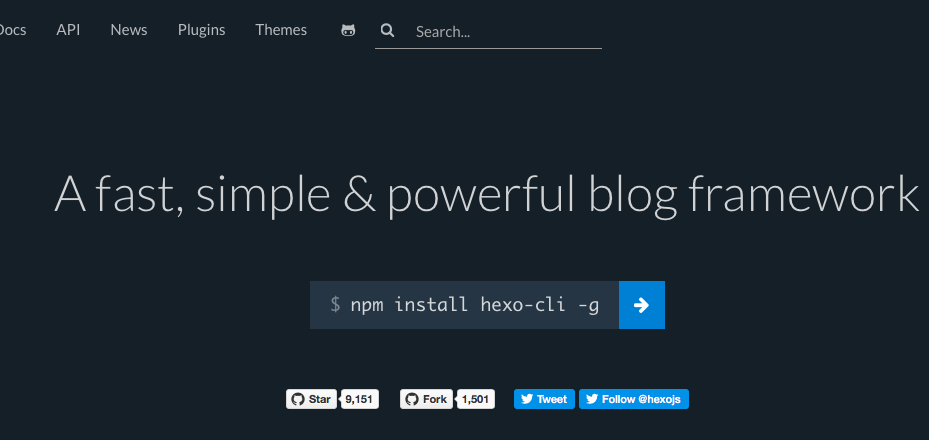 Docs API News Plugins Themes Search...
A fast, simple & powerful blog framework
$ npm install hexo-cli -g
Star 9,151 Fork 1,501 Tweet Follow @hexojs